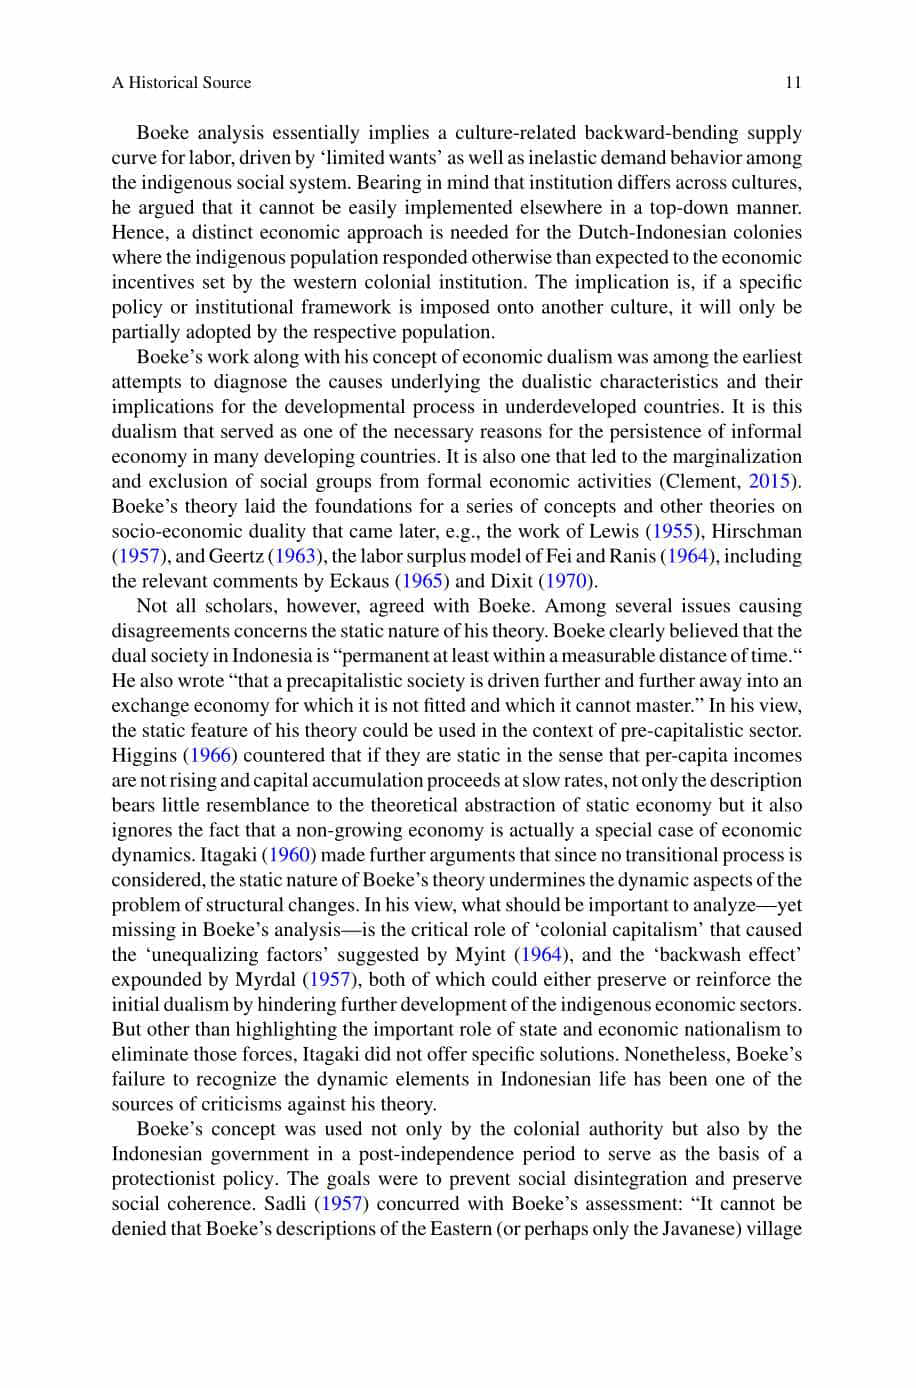 A Historical Source 11
Boeke analysis essentially implies a culture-related backward-bending supply
curve for labor, driven by ‘limited wants’ as well as inelastic demand behavior among
the indigenous social system. Bearing in mind that institution differs across cultures,
he argued that it cannot be easily implemented elsewhere in a top-down manner.
Hence, a distinct economic approach is needed for the Dutch-Indonesian colonies
where the indigenous population responded otherwise than expected to the economic
incentives set by the western colonial institution. The implication is, if a specific
policy or institutional framework is imposed onto another culture, it will only be
partially adopted by the respective population.
Boeke’s work along with his concept of economic dualism was among the earliest
attempts to diagnose the causes underlying the dualistic characteristics and their
implications for the developmental process in underdeveloped countries. It is this
dualism that served as one of the necessary reasons for the persistence of informal
economy in many developing countries. It is also one that led to the marginalization
and exclusion of social groups from formal economic activities (Clement, 2015).
Boeke’s theory laid the foundations for a series of concepts and other theories on
socio-economic duality that came later, e.g., the work of Lewis (1955), Hirschman
(1957), and Geertz (1963), the labor surplus model of Fei and Ranis (1964), including
the relevant comments by Eckaus (1965) and Dixit (1970).
Not all scholars, however, agreed with Boeke. Among several issues causing
disagreements concerns the static nature of his theory. Boeke clearly believed that the
dual society in Indonesia is “permanent at least within a measurable distance of time.“
He also wrote “that a precapitalistic society is driven further and further away into an
exchange economy for which it is not fitted and which it cannot master.” In his view,
the static feature of his theory could be used in the context of pre-capitalistic sector.
Higgins (1966) countered that if they are static in the sense that per-capita incomes
are not rising and capital accumulation proceeds at slow rates, not only the description
bears little resemblance to the theoretical abstraction of static economy but it also
ignores the fact that a non-growing economy is actually a special case of economic
dynamics. Itagaki (1960) made further arguments that since no transitional process is
considered, the static nature of Boeke’s theory undermines the dynamic aspects of the
problem of structural changes. In his view, what should be important to analyze—yet
missing in Boeke’s analysis—is the critical role of ‘colonial capitalism’ that caused
the ‘unequalizing factors’ suggested by Myint (1964), and the ‘backwash effect’
expounded by Myrdal (1957), both of which could either preserve or reinforce the
initial dualism by hindering further development of the indigenous economic sectors.
But other than highlighting the important role of state and economic nationalism to
eliminate those forces, Itagaki did not offer specific solutions. Nonetheless, Boeke’s
failure to recognize the dynamic elements in Indonesian life has been one of the
sources of criticisms against his theory.
Boeke’s concept was used not only by the colonial authority but also by the
Indonesian government in a post-independence period to serve as the basis of a
protectionist policy. The goals were to prevent social disintegration and preserve
social coherence. Sadli (1957) concurred with Boeke’s assessment: “It cannot be
denied that Boeke’s descriptions of the Eastern (or perhaps only the Javanese) village